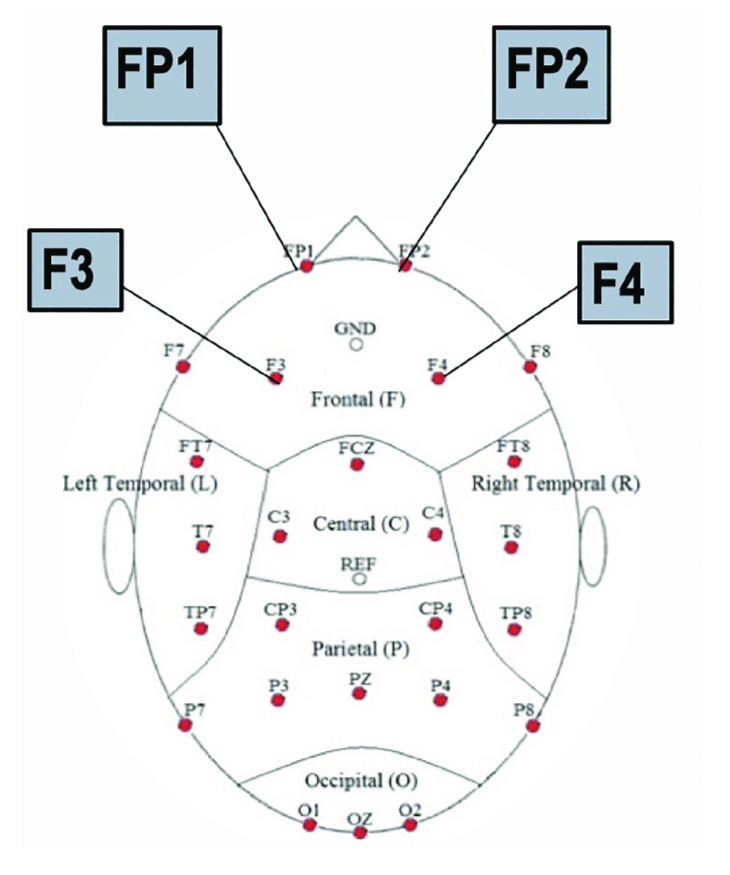 FP1
FP2
F3
F4
FP1
FP2
GND
F7
F8
F3
F4
Frontal (F)
FT7
FCZ
FT8
Left Temporal (L)
Right Temporal (R)
C3
Central (C)
C4
T7
T8
REF
TP7
CP3
CP4
TP8
Parietal (P)
P3
PZ
P4
P7
P8
Occipital (O)
O1
OZ
O2